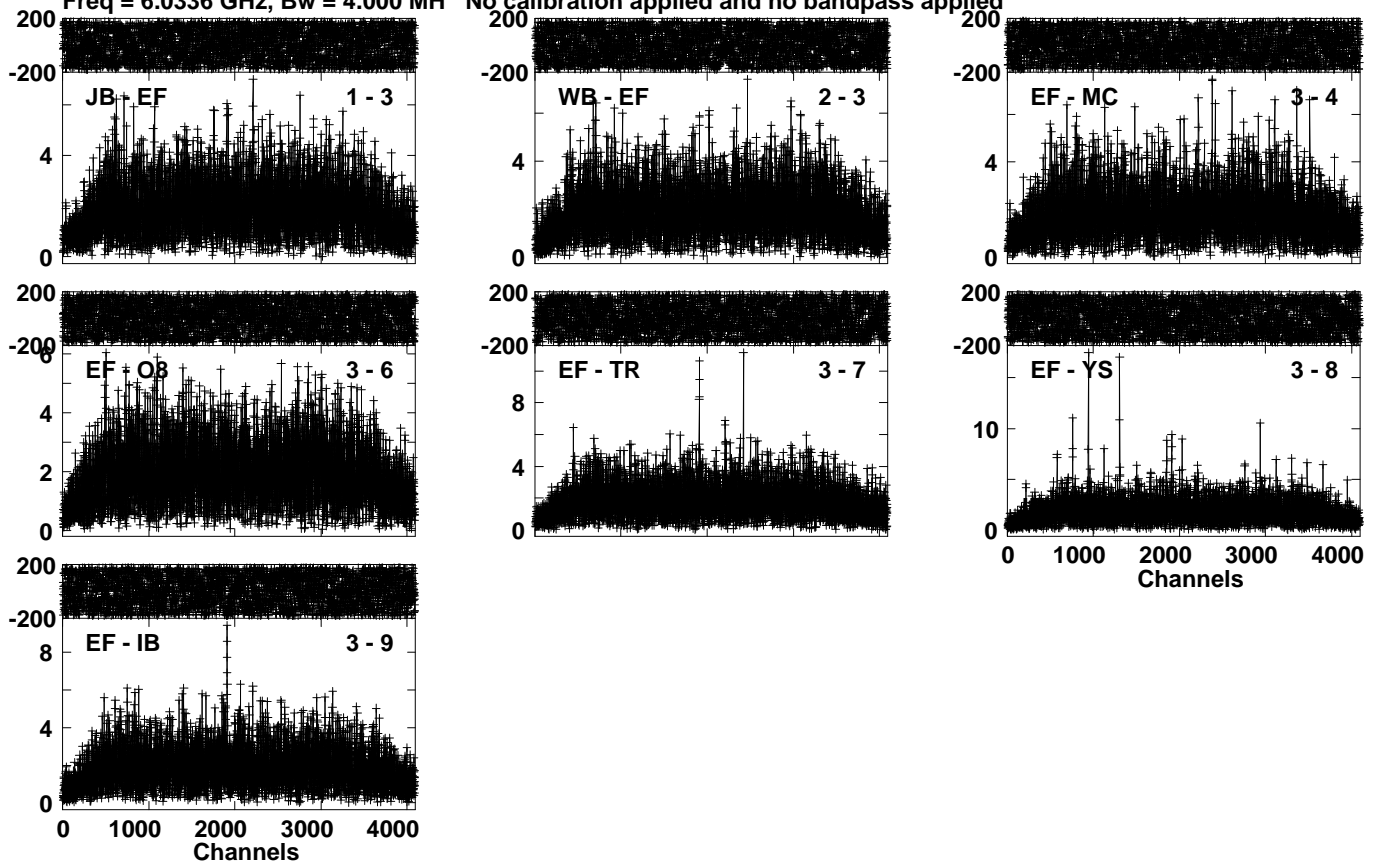 Freq = 6.0336 GHz, Bw = 4.000 MH No calibration applied and no bandpass applied
200 200 200
-200 -200 -200
JB - EF 1 - 3 WB - EF 2 - 3 EF - MC 3 - 4
4 4 4
0 0 0
200 200 200
-200 -200 -200
6
EF - O8 3 - 6 EF - TR 3 - 7 EF - YS 3 - 8
4 8 10
2 4
0 0 0
0 1000 2000 3000 4000
Channels
200
-200
EF - IB 3 - 9
8
4
0
0 1000 2000 3000 4000
Channels